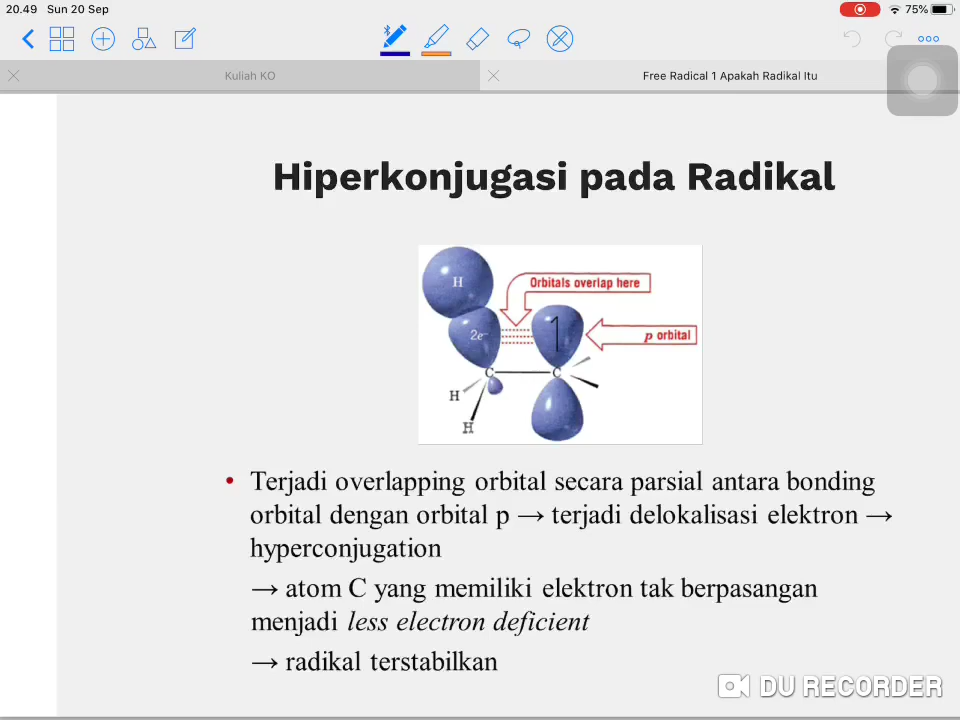 20.49 Sun 20 Sep
75%
Kuliah KO
Free Radical 1 Apakah Radikal Itu
Hiperkonjugasi pada Radikal
H
Orbitals overlap here
2e⁻
1
p orbital
C
C
H
H
• Terjadi overlapping orbital secara parsial antara bonding
orbital dengan orbital p → terjadi delokalisasi elektron →
hyperconjugation
→ atom C yang memiliki elektron tak berpasangan
menjadi less electron deficient
→ radikal terstabilkan
DU RECORDER